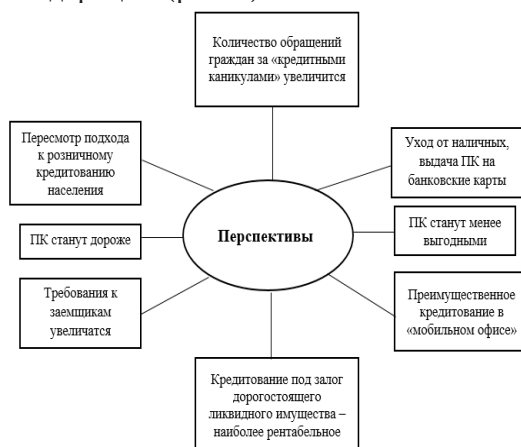 Количество обращений
граждан за «кредитными
каникулами» увеличится
Пересмотр подхода
к розничному
кредитованию
населения
Уход от наличных,
выдача ПК на
банковские карты
ПК станут дороже
Перспективы
ПК станут менее
выгодными
Требования к
заемщикам
увеличатся
Преимущественное
кредитование в
«мобильном офисе»
Кредитование под залог
дорогостоящего
ликвидного имущества –
наиболее рентабельное